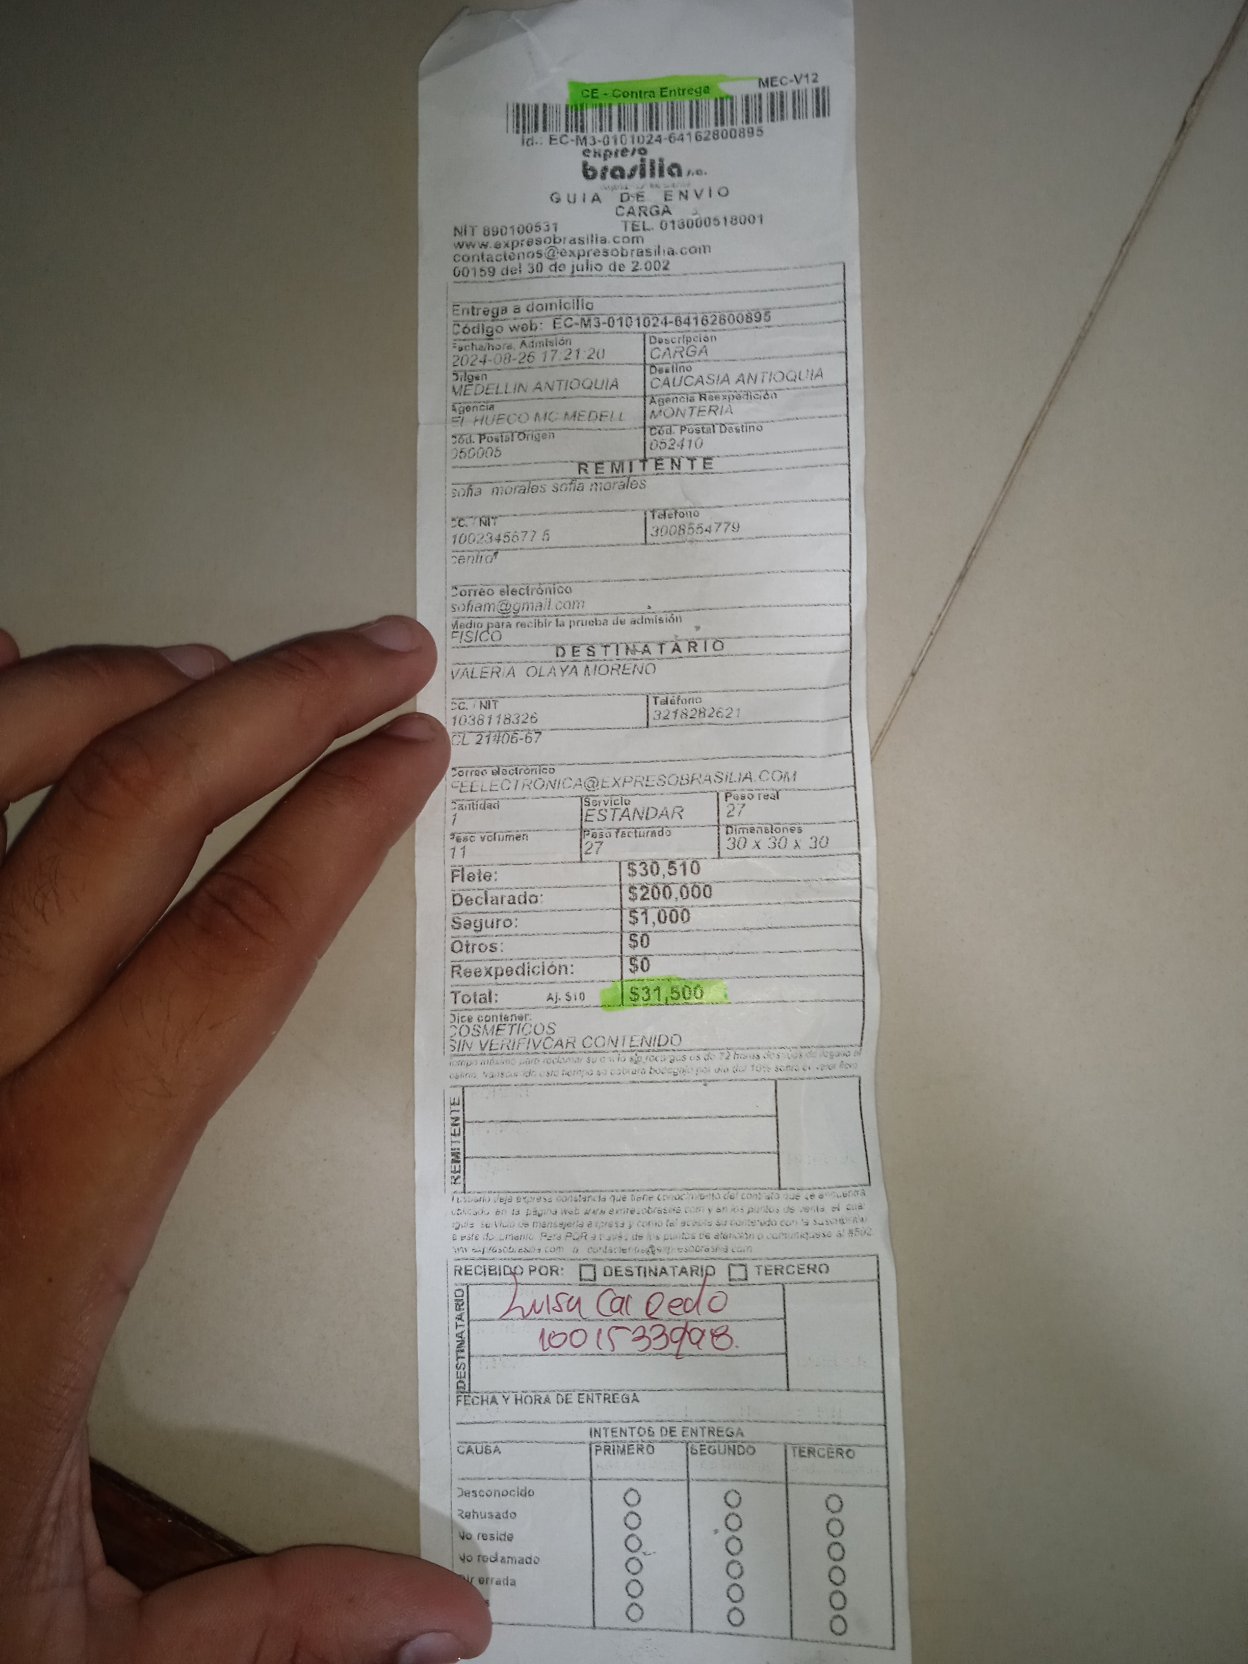 CE - Contra Entrega
MEC-V12
Id.: EC-M3-0101024-64162800895
expreso
brasilia s.a.
GUIA DE ENVIO
CARGA
NIT 890100531 TEL. 018000518001
www.expresobrasilia.com
contactenos@expresobrasilia.com
00159 del 30 de julio de 2.002
Entrega a domicilio
Código web: EC-M3-0101024-64162800895
Fecha/hora. Admisión Descripción
2024-08-26 17:21:20 CARGA
Origen Destino
MEDELLIN ANTIOQUIA CAUCASIA ANTIOQUIA
Agencia Agencia Reexpedición
EL HUECO MC MEDELL MONTERIA
Cód. Postal Origen Cód. Postal Destino
050005 052410
REMITENTE
sofia morales sofia morales
CC. / NIT Teléfono
1002345677 5 3008554779
centro
Correo electrónico
sofiam@gmail.com
Medio para recibir la prueba de admisión
FISICO
DESTINATARIO
VALERIA OLAYA MORENO
CC. / NIT Teléfono
1038118326 3218282621
CL 21406-67
Correo electrónico
FEELECTRONICA@EXPRESOBRASILIA.COM
Cantidad Servicio Peso real
1 ESTANDAR 27
Peso volumen Peso facturado Dimensiones
11 27 30 x 30 x 30
Flete: $30,510
Declarado: $200,000
Seguro: $1,000
Otros: $0
Reexpedición: $0
Total: Aj. $10 $31,500
Dice contener:
COSMETICOS
SIN VERIFIVCAR CONTENIDO
REMITENTE
RECIBIDO POR: DESTINATARIO TERCERO
DESTINATARIO
Luisa
1001533998
FECHA Y HORA DE ENTREGA
INTENTOS DE ENTREGA
CAUSA PRIMERO SEGUNDO TERCERO
Desconocido
Rehusado
No reside
No reclamado
Dir errada